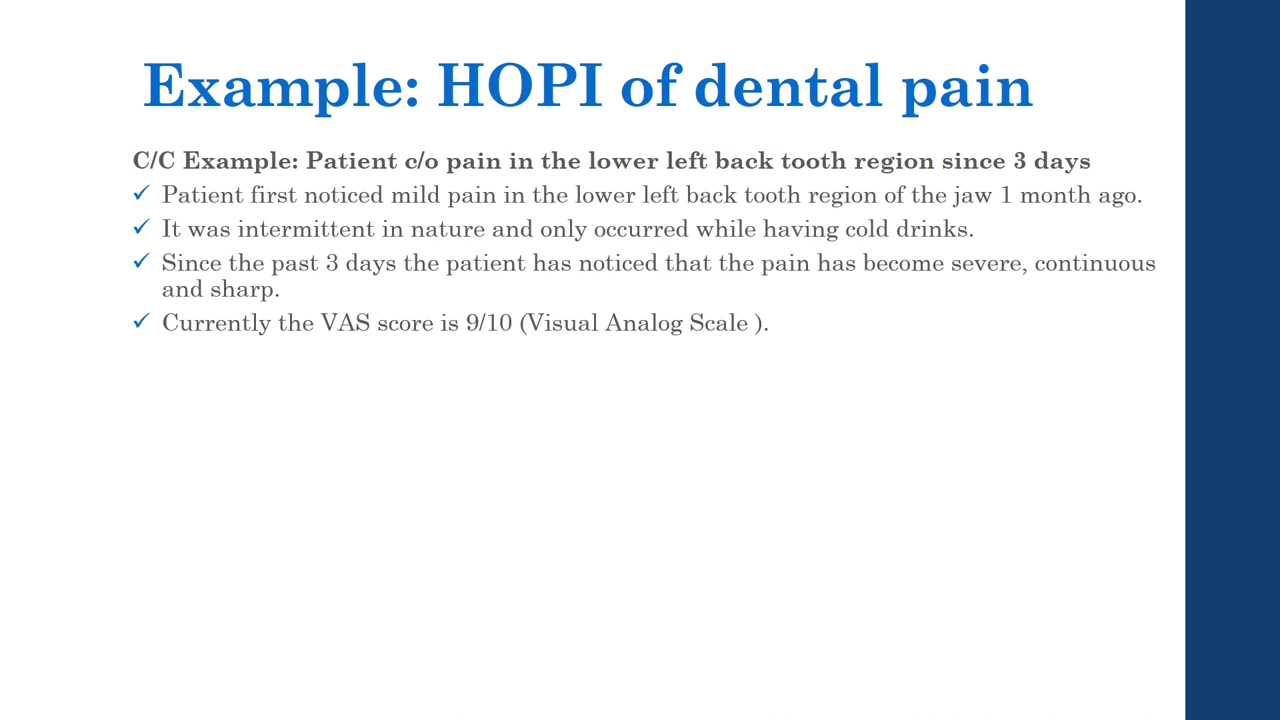 Example: HOPI of dental pain
C/C Example: Patient c/o pain in the lower left back tooth region since 3 days
✓ Patient first noticed mild pain in the lower left back tooth region of the jaw 1 month ago.
✓ It was intermittent in nature and only occurred while having cold drinks.
✓ Since the past 3 days the patient has noticed that the pain has become severe, continuous
and sharp.
✓ Currently the VAS score is 9/10 (Visual Analog Scale ).